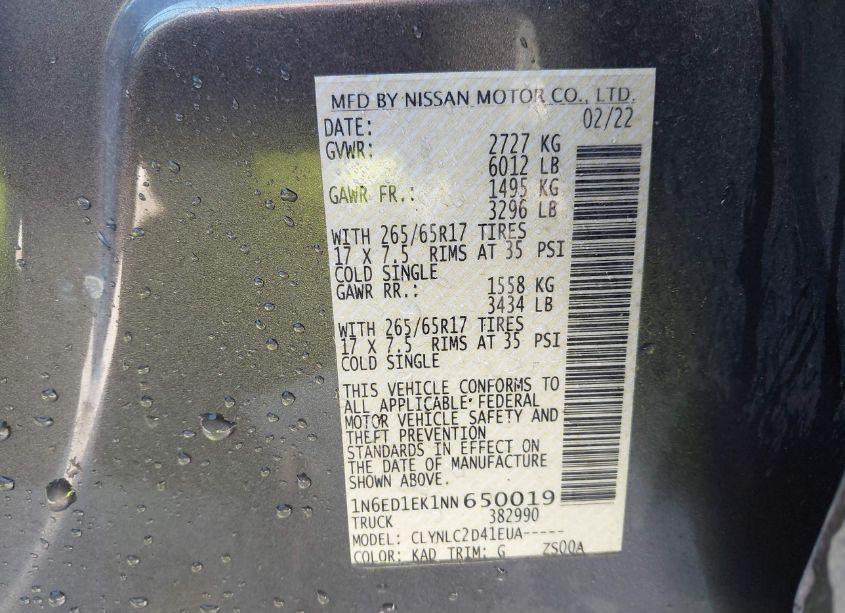 MFD BY NISSAN MOTOR CO., LTD.
DATE: 02/22
GVWR: 2727 KG
6012 LB
GAWR FR.: 1495 KG
3296 LB
WITH 265/65R17 TIRES
17 X 7.5 RIMS AT 35 PSI
COLD SINGLE
GAWR RR.: 1558 KG
3434 LB
WITH 265/65R17 TIRES
17 X 7.5 RIMS AT 35 PSI
COLD SINGLE
THIS VEHICLE CONFORMS TO
ALL APPLICABLE FEDERAL
MOTOR VEHICLE SAFETY AND
THEFT PREVENTION
STANDARDS IN EFFECT ON
THE DATE OF MANUFACTURE
SHOWN ABOVE.
1N6ED1EK1NN650019
TRUCK 382990
MODEL: CLYNLC2D41EUA-----
COLOR: KAD TRIM: G ZS00A